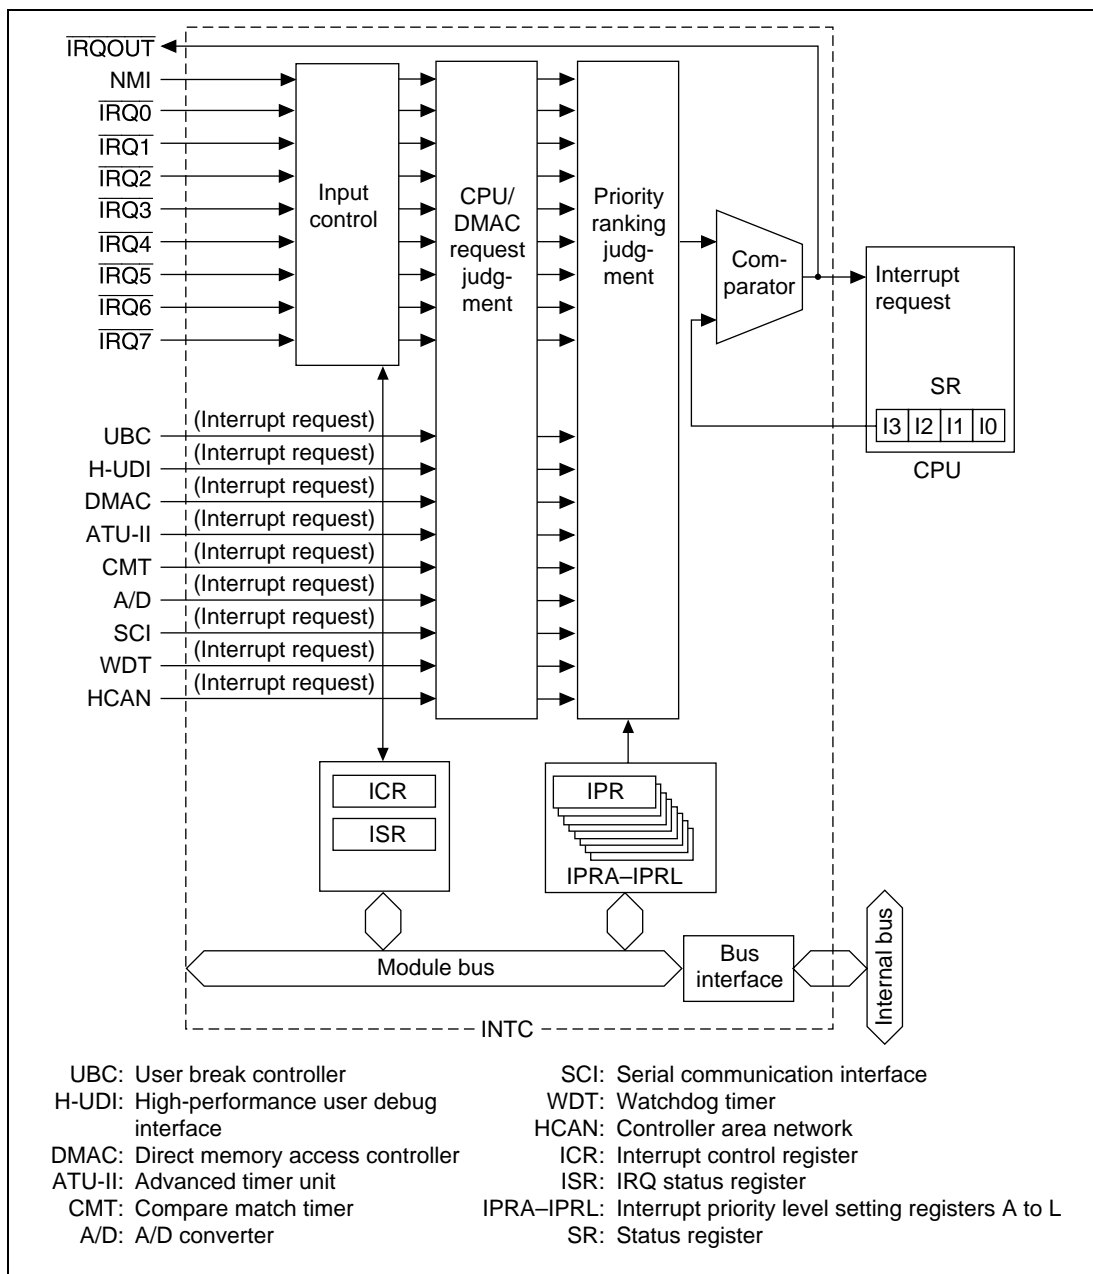 IRQOUT
NMI
IRQ0
IRQ1
IRQ2
IRQ3
IRQ4
IRQ5
IRQ6
IRQ7
Input
control
CPU/
DMAC
request
judg-
ment
Priority
ranking
judg-
ment
Com-
parator
Interrupt
request
SR
I3 I2 I1 I0
CPU
UBC
(Interrupt request)
H-UDI
(Interrupt request)
DMAC
(Interrupt request)
ATU-II
(Interrupt request)
CMT
(Interrupt request)
A/D
(Interrupt request)
SCI
(Interrupt request)
WDT
(Interrupt request)
HCAN
(Interrupt request)
ICR
ISR
IPR
IPRA–IPRL
Module bus
Bus
interface
Internal bus
INTC
UBC: User break controller
H-UDI: High-performance user debug
interface
DMAC: Direct memory access controller
ATU-II: Advanced timer unit
CMT: Compare match timer
A/D: A/D converter
SCI: Serial communication interface
WDT: Watchdog timer
HCAN: Controller area network
ICR: Interrupt control register
ISR: IRQ status register
IPRA–IPRL: Interrupt priority level setting registers A to L
SR: Status register